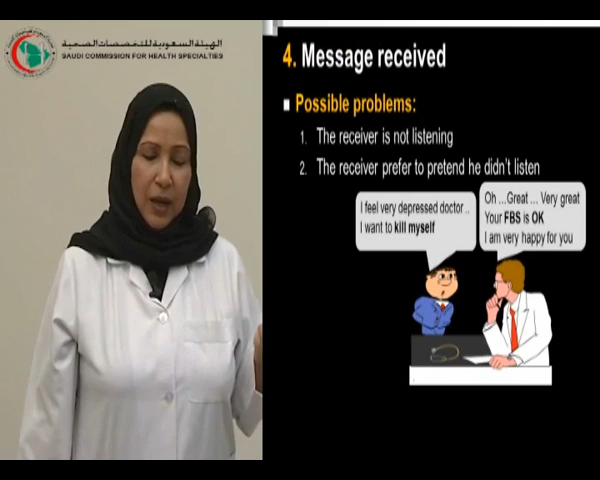 الهيئة السعودية للتخصصات الصحية
SAUDI COMMISSION FOR HEALTH SPECIALTIES
4. Message received
Possible problems:
1. The receiver is not listening
2. The receiver prefer to pretend he didn't listen
I feel very depressed doctor ..
I want to kill myself
Oh ...Great ... Very great
Your FBS is OK
I am very happy for you